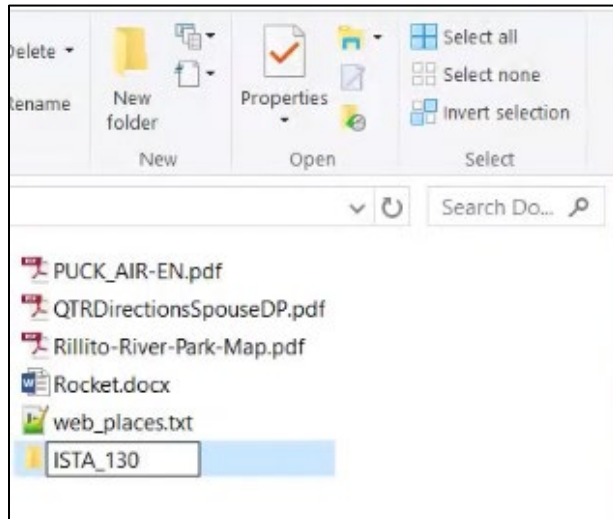 Delete
Rename
New
folder
New
Properties
Open
Select all
Select none
Invert selection
Select
Search Do...
PUCK_AIR-EN.pdf
QTRDirectionsSpouseDP.pdf
Rillito-River-Park-Map.pdf
Rocket.docx
web_places.txt
ISTA_130